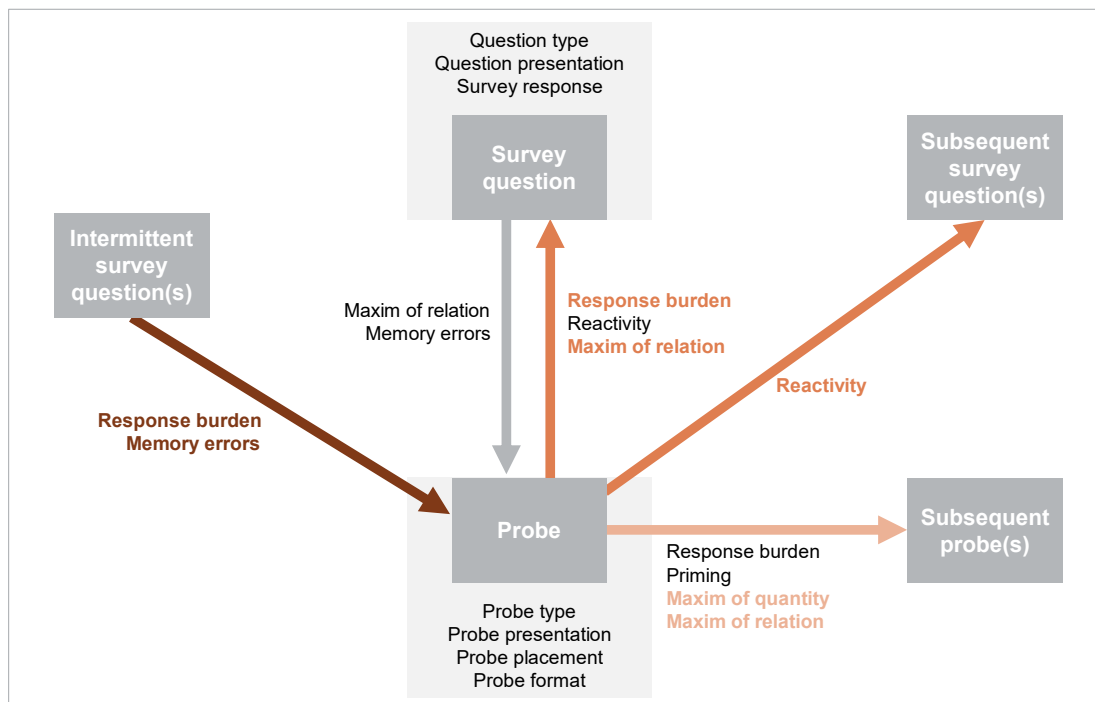 Question type
Question presentation
Survey response
Survey
question
Subsequent
survey
question(s)
Intermittent
survey
question(s)
Maxim of relation
Memory errors
Response burden
Reactivity
Maxim of relation
Reactivity
Response burden
Memory errors
Probe
Subsequent
probe(s)
Response burden
Priming
Maxim of quantity
Maxim of relation
Probe type
Probe presentation
Probe placement
Probe format